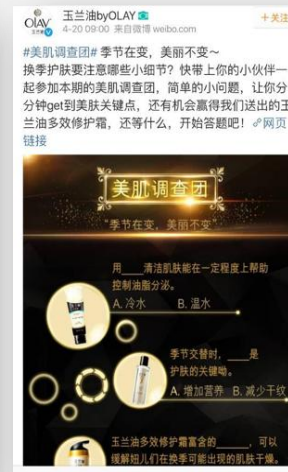 OLAY
玉兰油byOLAY
+关注
4-20 09:00 来自微博 weibo.com
#美肌调查团# 季节在变，美丽不变～
换季护肤要注意哪些小细节？快带上你的小伙伴一
起参加本期的美肌调查团，简单的小问题，让你分
分钟get到美肤关键点，还有机会赢得我们送出的玉
兰油多效修护霜，还等什么，开始答题吧！网页
链接
美肌调查团
“季节在变，美丽不变”
用____清洁肌肤能在一定程度上帮助
控制油脂分泌。
A. 冷水 B. 温水
季节交替时，____是
护肤的关键呦。
A. 增加营养 B. 减少干纹
玉兰油多效修护霜富含的____，可以
缓解妞儿们在换季可能出现的肌肤干燥。